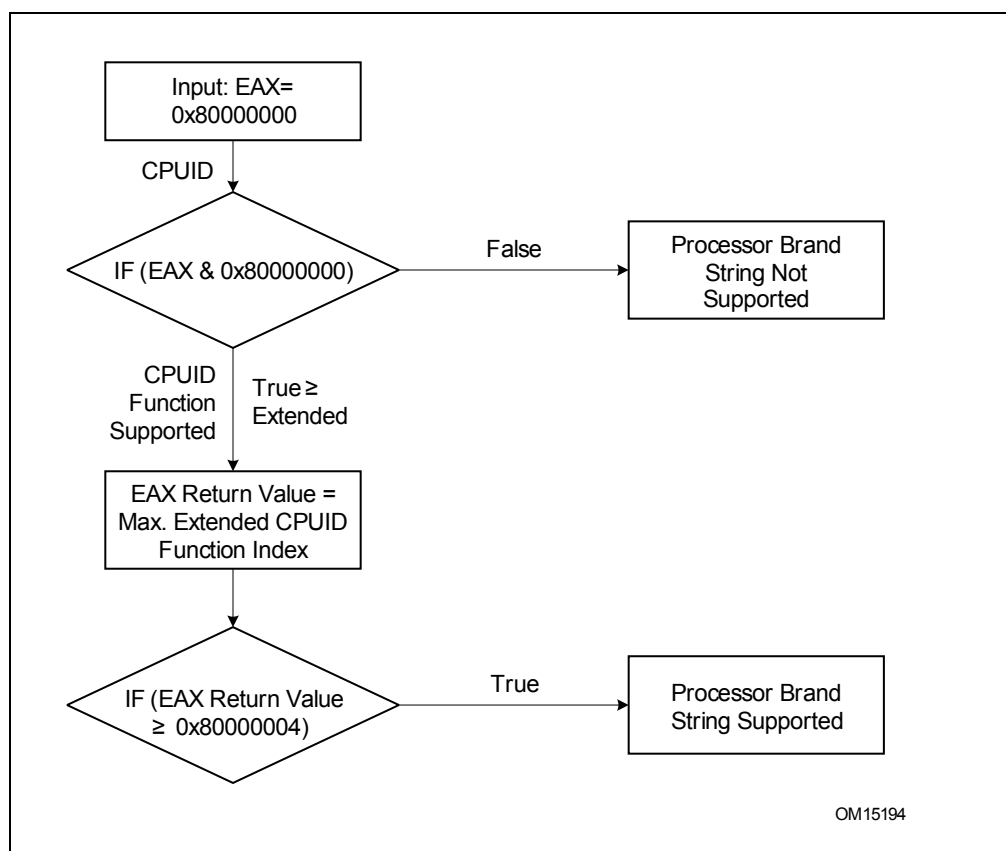 Input: EAX=
0x80000000
CPUID
IF (EAX & 0x80000000)
False
Processor Brand
String Not
Supported
CPUID
Function
Supported
True ≥
Extended
EAX Return Value =
Max. Extended CPUID
Function Index
IF (EAX Return Value
≥ 0x80000004)
True
Processor Brand
String Supported
OM15194